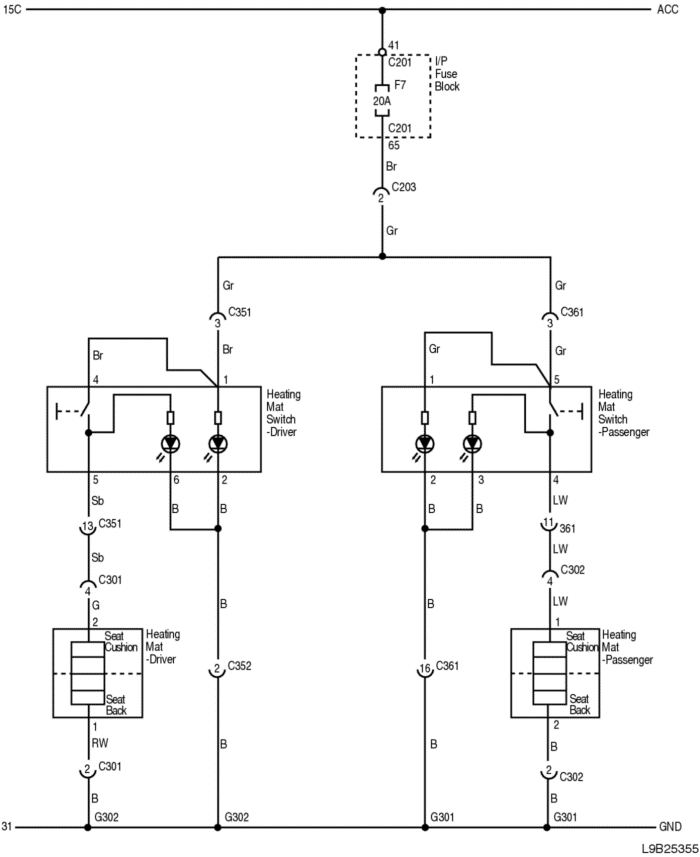 15C
ACC
41
C201
I/P
Fuse
Block
F7
20A
C201
65
Br
C203
2
Gr
Gr
Gr
C351
3
C361
3
Br
Br
Gr
Gr
4
1
1
5
Heating
Mat
Switch
-Driver
Heating
Mat
Switch
-Passenger
5
6
2
2
3
4
Sb
B
B
B
B
LW
13
C351
11
361
Sb
LW
C301
4
C302
4
G
B
B
LW
2
1
Seat
Cushion
Heating
Mat
-Driver
Seat
Cushion
Heating
Mat
-Passenger
2
C352
16
C361
Seat
Back
Seat
Back
1
2
RW
B
B
B
2
C301
2
C302
B
B
31
G302
G302
G301
G301
GND
L9B25355